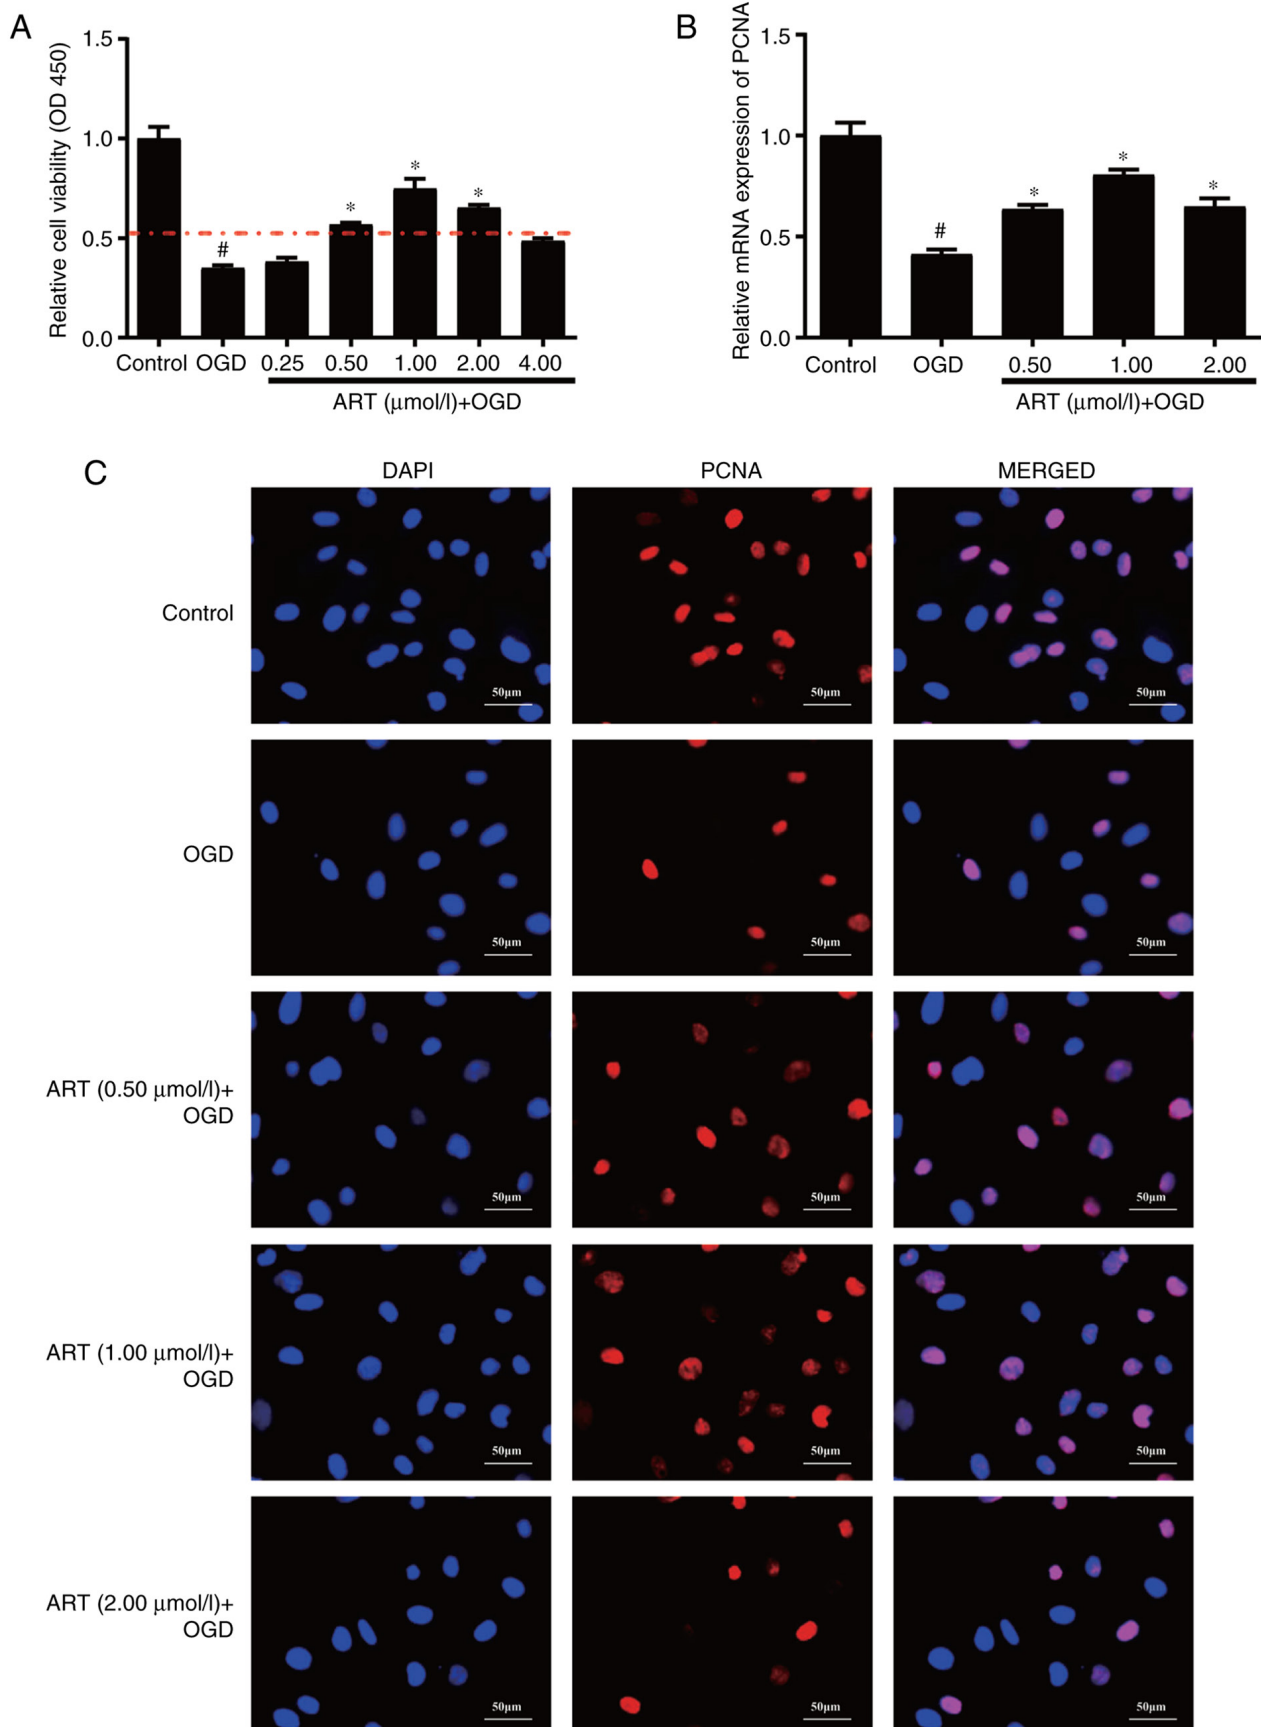 A
Relative cell viability (OD 450)
1.5
1.0
0.5
0.0
#
*
*
*
Control OGD 0.25 0.50 1.00 2.00 4.00
ART (μmol/l)+OGD
B
Relative mRNA expression of PCNA
1.5
1.0
0.5
0.0
#
*
*
*
Control OGD 0.50 1.00 2.00
ART (μmol/l)+OGD
C
DAPI PCNA MERGED
Control
50μm 50μm 50μm
OGD
50μm 50μm 50μm
ART (0.50 μmol/l)+
OGD
50μm 50μm 50μm
ART (1.00 μmol/l)+
OGD
50μm 50μm 50μm
ART (2.00 μmol/l)+
OGD
50μm 50μm 50μm